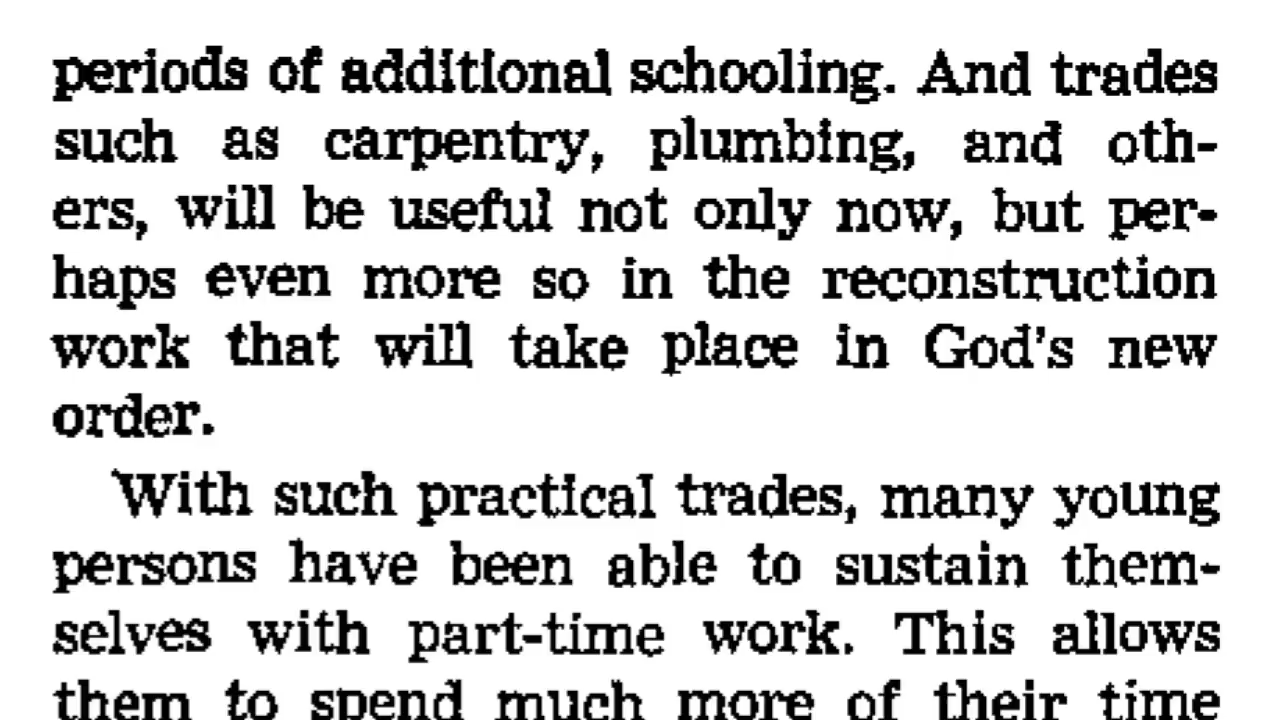 periods of additional schooling. And trades
such as carpentry, plumbing, and oth-
ers, will be useful not only now, but per-
haps even more so in the reconstruction
work that will take place in God's new
order.
With such practical trades, many young
persons have been able to sustain them-
selves with part-time work. This allows
them to spend much more of their time